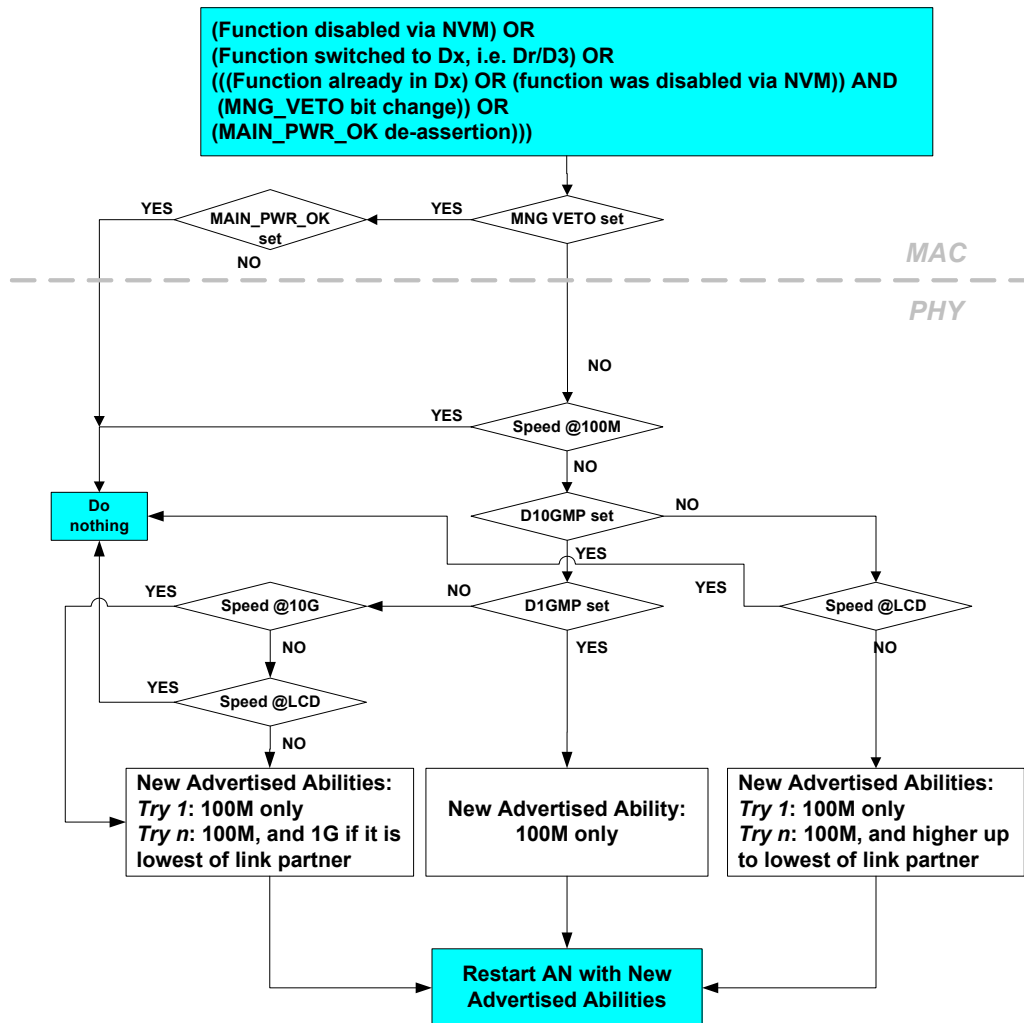 (Function disabled via NVM) OR
(Function switched to Dx, i.e. Dr/D3) OR
(((Function already in Dx) OR (function was disabled via NVM)) AND
(MNG_VETO bit change)) OR
(MAIN_PWR_OK de-assertion)))
YES
MAIN_PWR_OK
set
NO
YES
MNG VETO set
MAC
PHY
NO
YES
Speed @100M
NO
Do
nothing
D10GMP set
NO
YES
YES
Speed @10G
NO
D1GMP set
YES
Speed @LCD
NO
YES
NO
YES
Speed @LCD
NO
New Advertised Abilities:
Try 1: 100M only
Try n: 100M, and 1G if it is
lowest of link partner
New Advertised Ability:
100M only
New Advertised Abilities:
Try 1: 100M only
Try n: 100M, and higher up
to lowest of link partner
Restart AN with New
Advertised Abilities